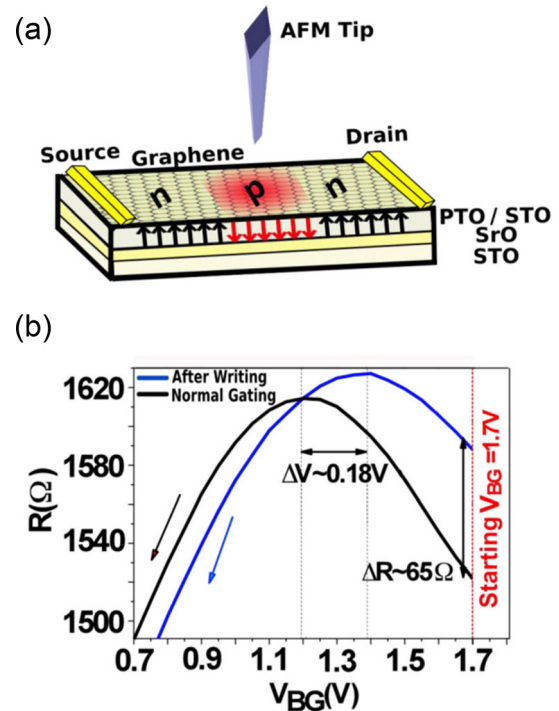 (a)
AFM Tip
Source Graphene Drain
n p n
PTO / STO
SrO
STO
(b)
After Writing
Normal Gating
1620
1580
1540
1500
R(Ω)
ΔV~0.18V
ΔR~65Ω
Starting V_BG =1.7V
0.7 0.9 1.1 1.3 1.5 1.7
V_BG(V)